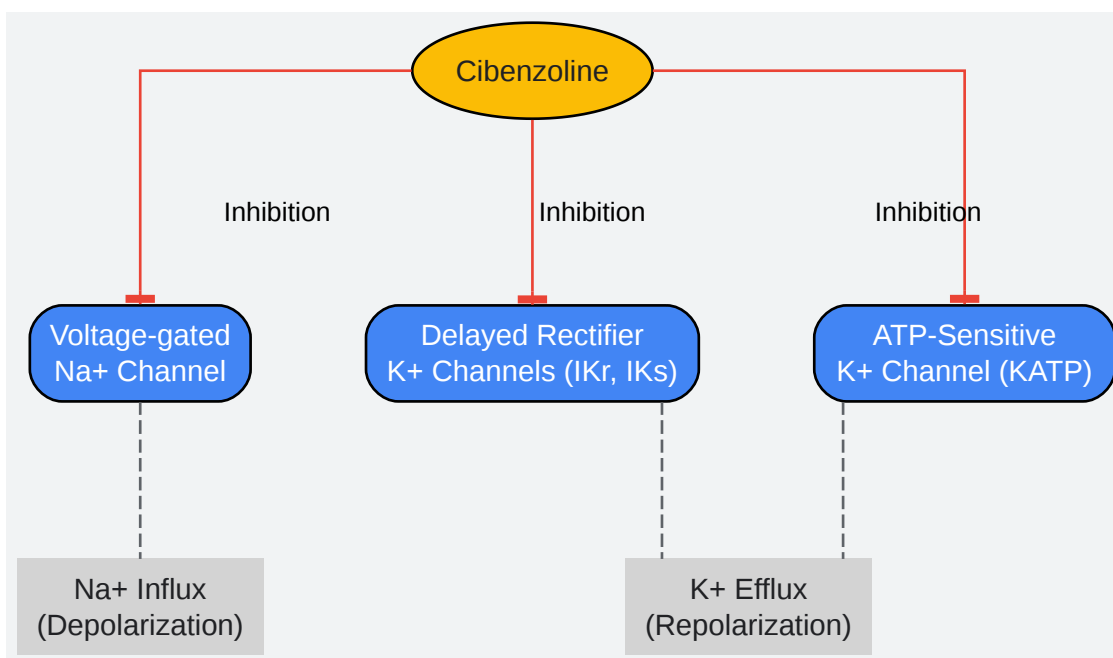 Cibenzoline
Inhibition
Inhibition
Inhibition
Voltage-gated
Na+ Channel
Delayed Rectifier
K+ Channels (IKr, IKs)
ATP-Sensitive
K+ Channel (KATP)
Na+ Influx
(Depolarization)
K+ Efflux
(Repolarization)